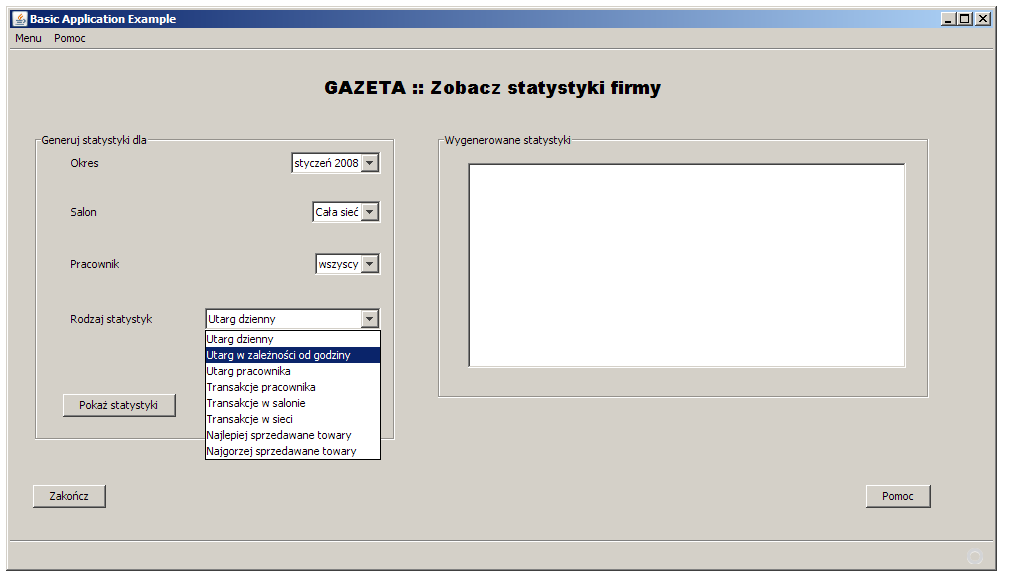 Basic Application Example
Menu Pomoc
GAZETA :: Zobacz statystyki firmy
Generuj statystyki dla
Okres styczeń 2008
Salon Cała sieć
Pracownik wszyscy
Rodzaj statystyk Utarg dzienny
Utarg dzienny
Utarg w zależności od godziny
Utarg pracownika
Transakcje pracownika
Transakcje w salonie
Transakcje w sieci
Najlepiej sprzedawane towary
Najgorzej sprzedawane towary
Pokaż statystyki
Wygenerowane statystyki
Zakończ
Pomoc